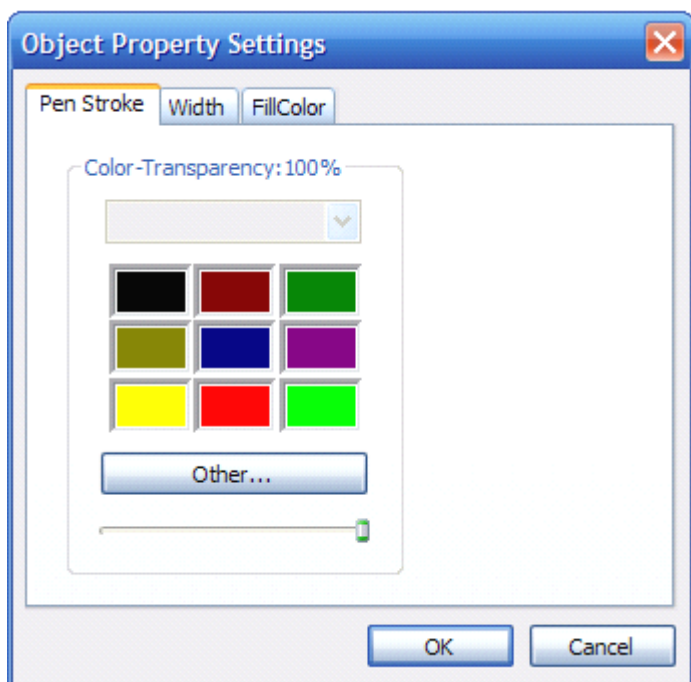 Object Property Settings
Pen Stroke Width FillColor
Color-Transparency:100%
Other...
OK Cancel